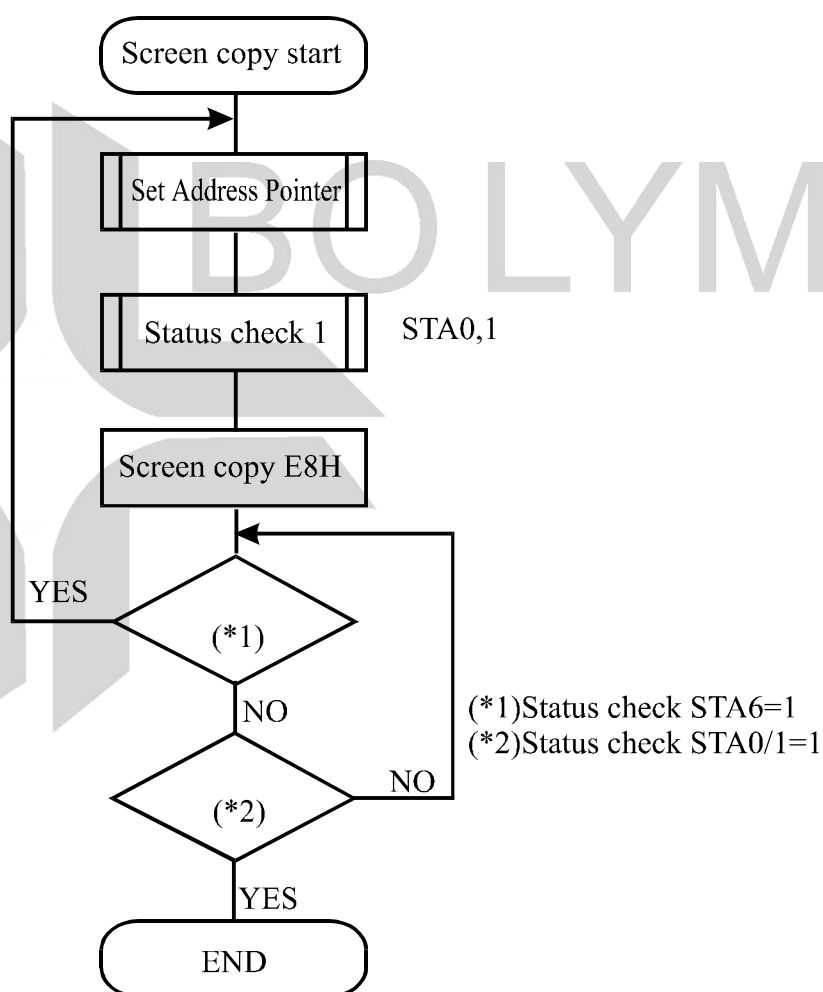 Screen copy start
Set Address Pointer
BOLYM
Status check 1
STA0,1
Screen copy E8H
YES
(*1)
NO
(*1)Status check STA6=1
(*2)Status check STA0/1=1
NO
(*2)
YES
END